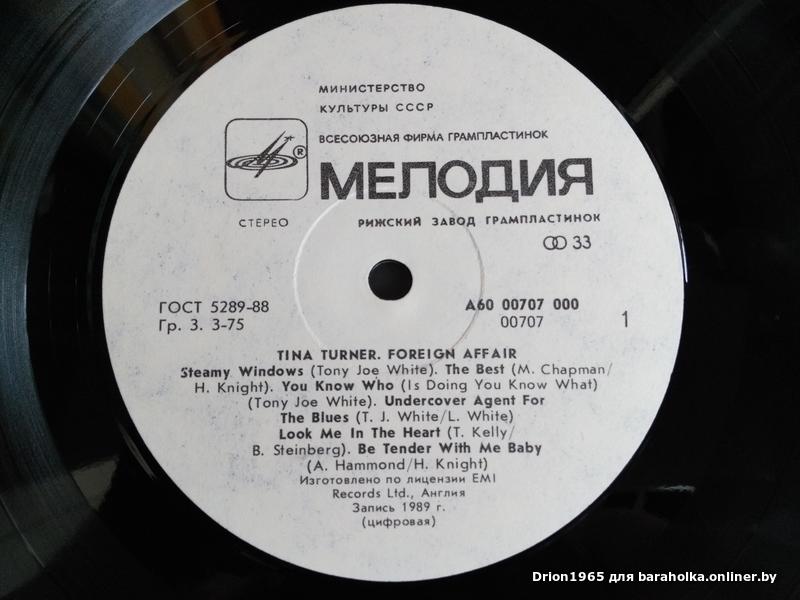 МИНИСТЕРСТВО
КУЛЬТУРЫ СССР
ВСЕСОЮЗНАЯ ФИРМА ГРАМПЛАСТИНОК
®
МЕЛОДИЯ
СТЕРЕО
РИЖСКИЙ ЗАВОД ГРАМПЛАСТИНОК
33
ГОСТ 5289-88
Гр. 3. 3-75
А60 00707 000
00707
1
TINA TURNER. FOREIGN AFFAIR
Steamy Windows (Tony Joe White). The Best (M. Chapman/
H. Knight). You Know Who (Is Doing You Know What)
(Tony Joe White). Undercover Agent For
The Blues (T. J. White/L. White)
Look Me In The Heart (T. Kelly/
B. Steinberg). Be Tender With Me Baby
(A. Hammond/H. Knight)
Изготовлено по лицензии EMI
Records Ltd., Англия
Запись 1989 г.
(цифровая)
Drion1965 для baraholka.onliner.by